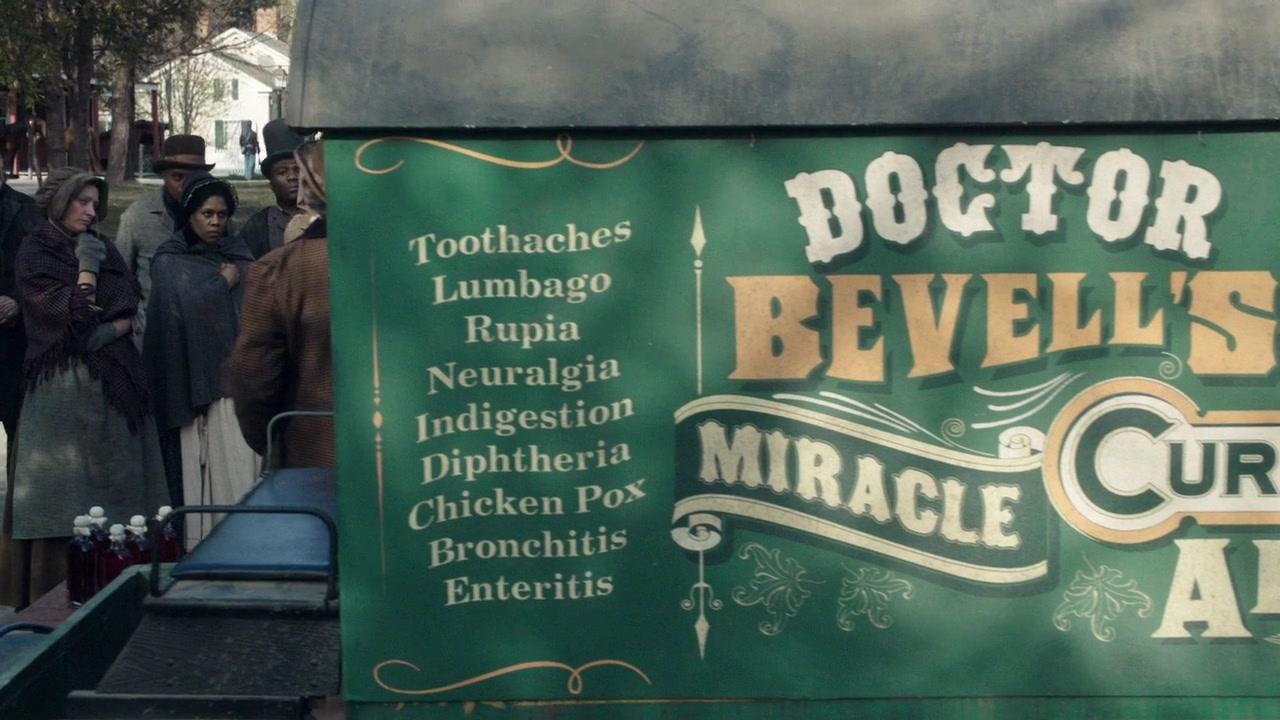 Toothaches
Lumbago
Rupia
Neuralgia
Indigestion
Diphtheria
Chicken Pox
Bronchitis
Enteritis
DOCTOR
BEVELL'S
MIRACLE